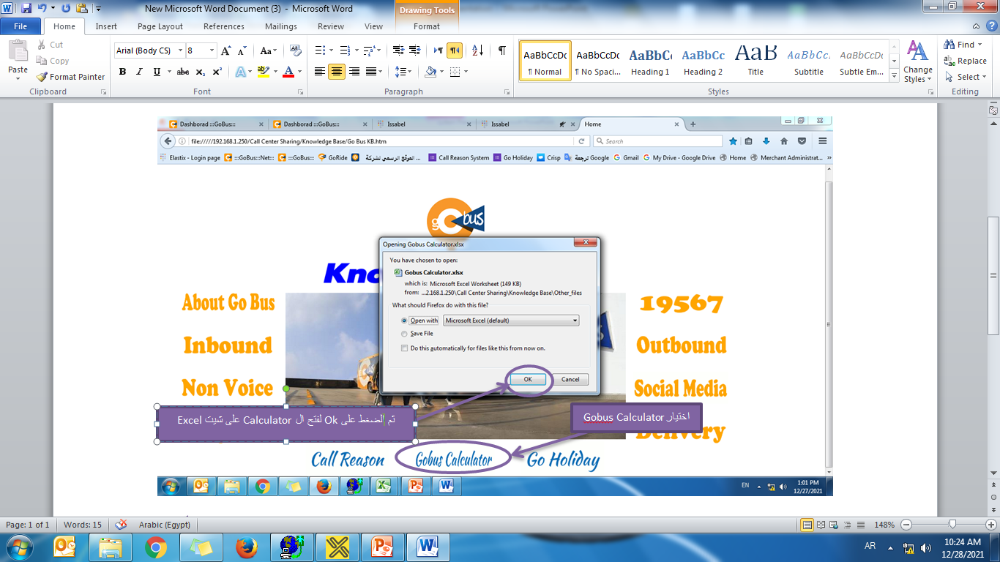 New Microsoft Word Document (3) - Microsoft Word
Drawing Tools
File Home Insert Page Layout References Mailings Review View Format
Paste
Cut
Copy
Format Painter
Clipboard
Arial (Body CS) 8
Aa
B I U abc x₂ x² A ab A
Font
Paragraph
AaBbCcDc AaBbCcDc AaBbCc AaBbCc AaB AaBbCc. AaBbCcDc
¶ Normal ¶ No Spaci... Heading 1 Heading 2 Title Subtitle Subtle Em...
Change Styles
Styles
Find
Replace
Select
Editing
Dashborad :::GoBus::: Dashborad :::GoBus::: Issabel Issabel Home
file://///192.168.1.250/Call Center Sharing/Knowledge Base/Go Bus KB.htm
Search
Elastix - Login page :::GoBus:::Net::: :::GoBus::: GoRide الموقع الرسمي لشركة ... Call Reason System Go Holiday Crisp ترجمة Google Gmail My Drive - Google Drive Home Merchant Administrat... »
go bus
Opening Gobus Calculator.xlsx
You have chosen to open:
Gobus Calculator.xlsx
which is: Microsoft Excel Worksheet (149 KB)
from: ...2.168.1.250\Call Center Sharing\Knowledge Base\Other_files
What should Firefox do with this file?
Open with Microsoft Excel (default)
Save File
Do this automatically for files like this from now on.
OK Cancel
Kno
About Go Bus 19567
Inbound Outbound
Non Voice Social Media
Delivery
ثم الضغط على Ok لفتح ال Calculator على شيت Excel
اختيار Gobus Calculator
Call Reason Gobus Calculator Go Holiday
EN
1:01 PM
12/27/2021
Page: 1 of 1 Words: 15 Arabic (Egypt) 148%
AR
10:24 AM
12/28/2021